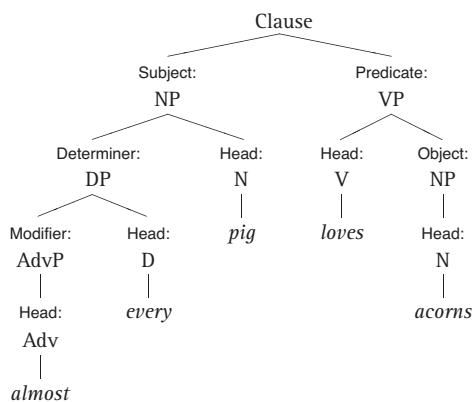 Clause
Subject: Predicate:
NP VP
Determiner: Head: Head: Object:
DP N V NP
Modifier: Head: pig loves Head:
AdvP D N
Head: every acorns
Adv
almost